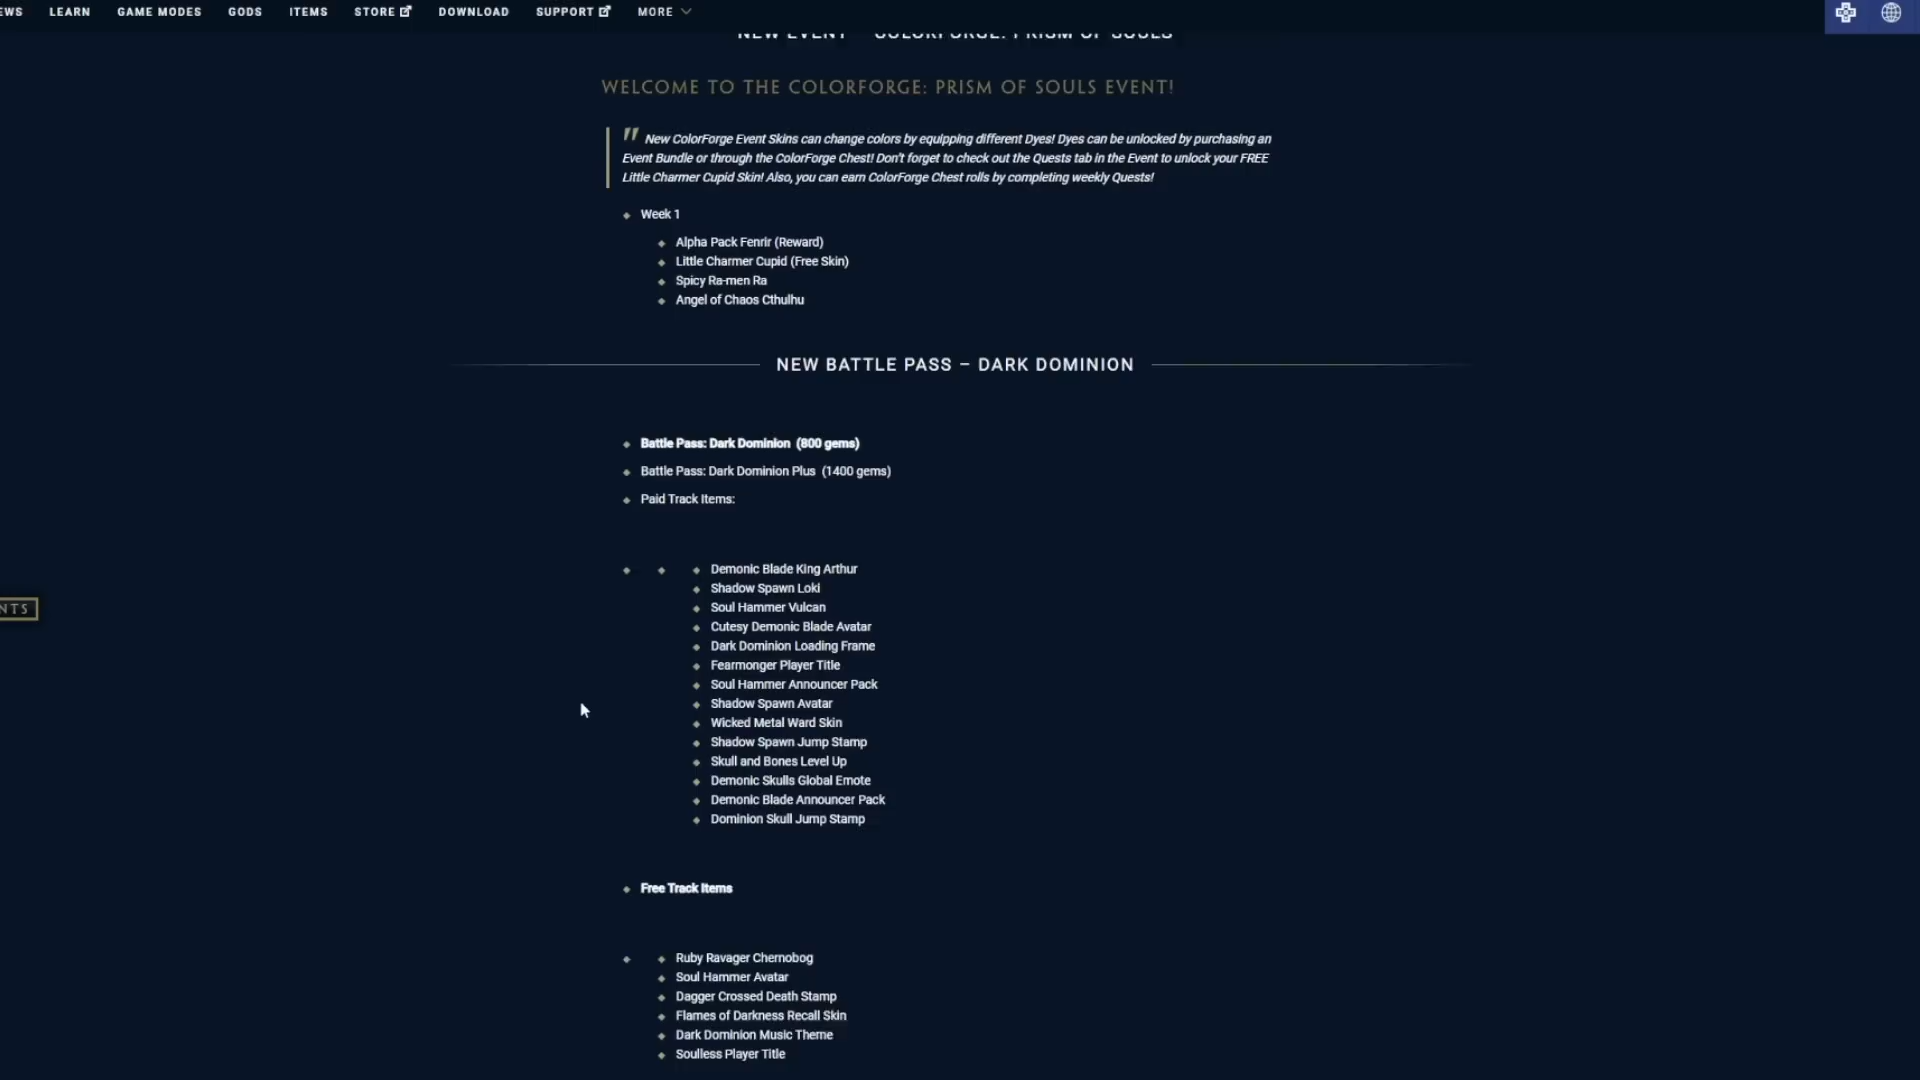 EWS LEARN GAME MODES GODS ITEMS STORE DOWNLOAD SUPPORT MORE
NEW EVENT – COLORFORGE: PRISM OF SOULS
WELCOME TO THE COLORFORGE: PRISM OF SOULS EVENT!
" New ColorForge Event Skins can change colors by equipping different Dyes! Dyes can be unlocked by purchasing an
Event Bundle or through the ColorForge Chest! Don't forget to check out the Quests tab in the Event to unlock your FREE
Little Charmer Cupid Skin! Also, you can earn ColorForge Chest rolls by completing weekly Quests!
Week 1
Alpha Pack Fenrir (Reward)
Little Charmer Cupid (Free Skin)
Spicy Ra-men Ra
Angel of Chaos Cthulhu
NEW BATTLE PASS – DARK DOMINION
Battle Pass: Dark Dominion (800 gems)
Battle Pass: Dark Dominion Plus (1400 gems)
Paid Track Items:
Demonic Blade King Arthur
Shadow Spawn Loki
NTS
Soul Hammer Vulcan
Cutesy Demonic Blade Avatar
Dark Dominion Loading Frame
Fearmonger Player Title
Soul Hammer Announcer Pack
Shadow Spawn Avatar
Wicked Metal Ward Skin
Shadow Spawn Jump Stamp
Skull and Bones Level Up
Demonic Skulls Global Emote
Demonic Blade Announcer Pack
Dominion Skull Jump Stamp
Free Track Items
Ruby Ravager Chernobog
Soul Hammer Avatar
Dagger Crossed Death Stamp
Flames of Darkness Recall Skin
Dark Dominion Music Theme
Soulless Player Title